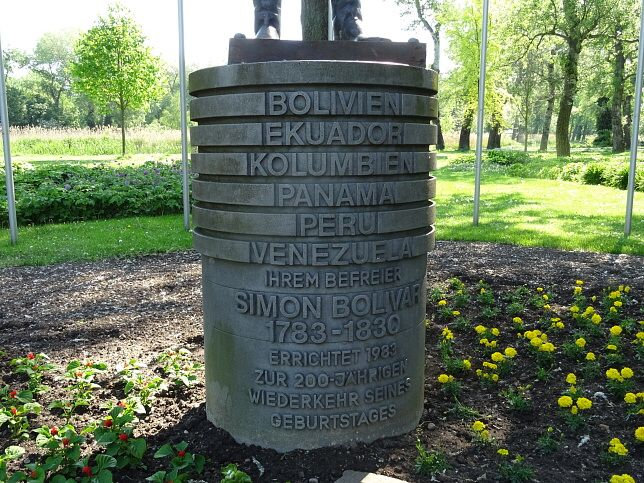 BOLIVIEN
EKUADOR
KOLUMBIEN
PANAMA
PERU
VENEZUELA
IHREM BEFREIER
SIMON BOLIVAR
1783-1830
ERRICHTET 1983
ZUR 200-JÄHRIGEN
WIEDERKEHR SEINES
GEBURTSTAGES